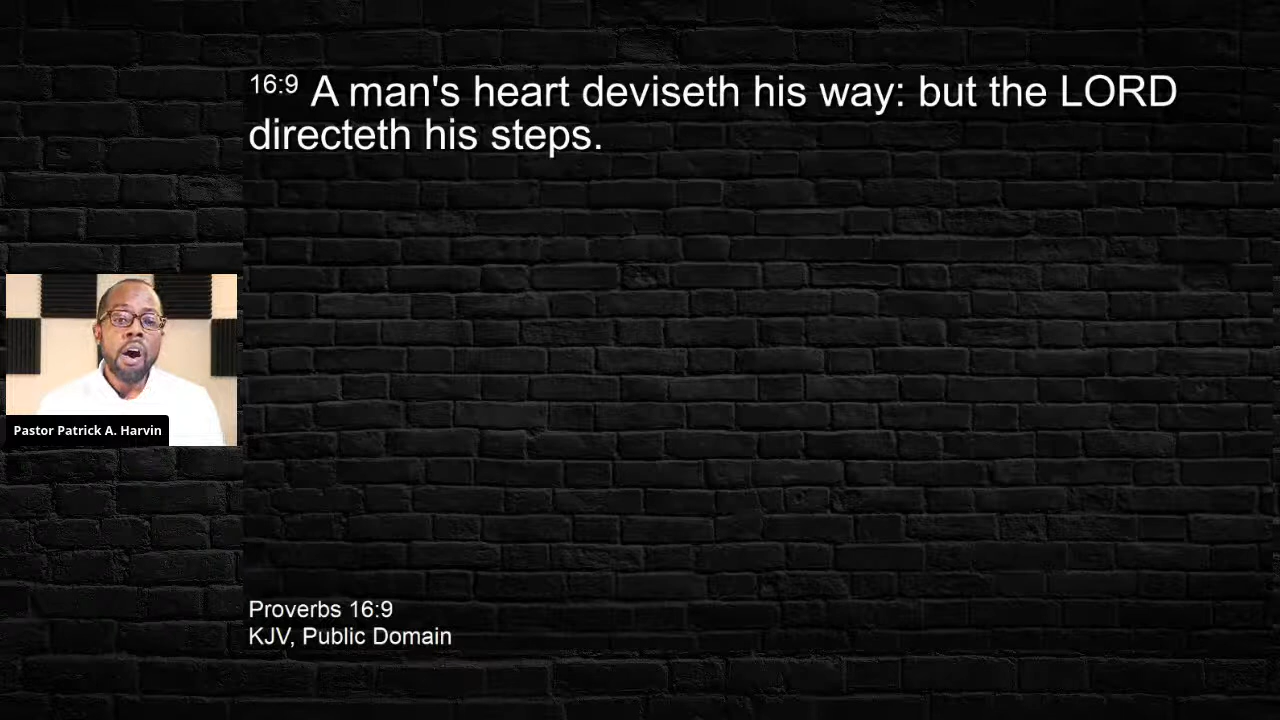 16:9 A man's heart deviseth his way: but the LORD
directeth his steps.
Pastor Patrick A. Harvin
Proverbs 16:9
KJV, Public Domain